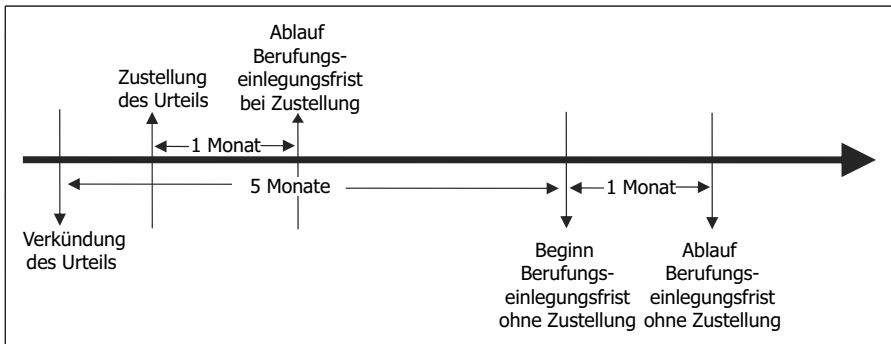 Zustellung
des Urteils
Ablauf
Berufungs-
einlegungsfrist
bei Zustellung
1 Monat
5 Monate
1 Monat
Verkündung
des Urteils
Beginn
Berufungs-
einlegungsfrist
ohne Zustellung
Ablauf
Berufungs-
einlegungsfrist
ohne Zustellung